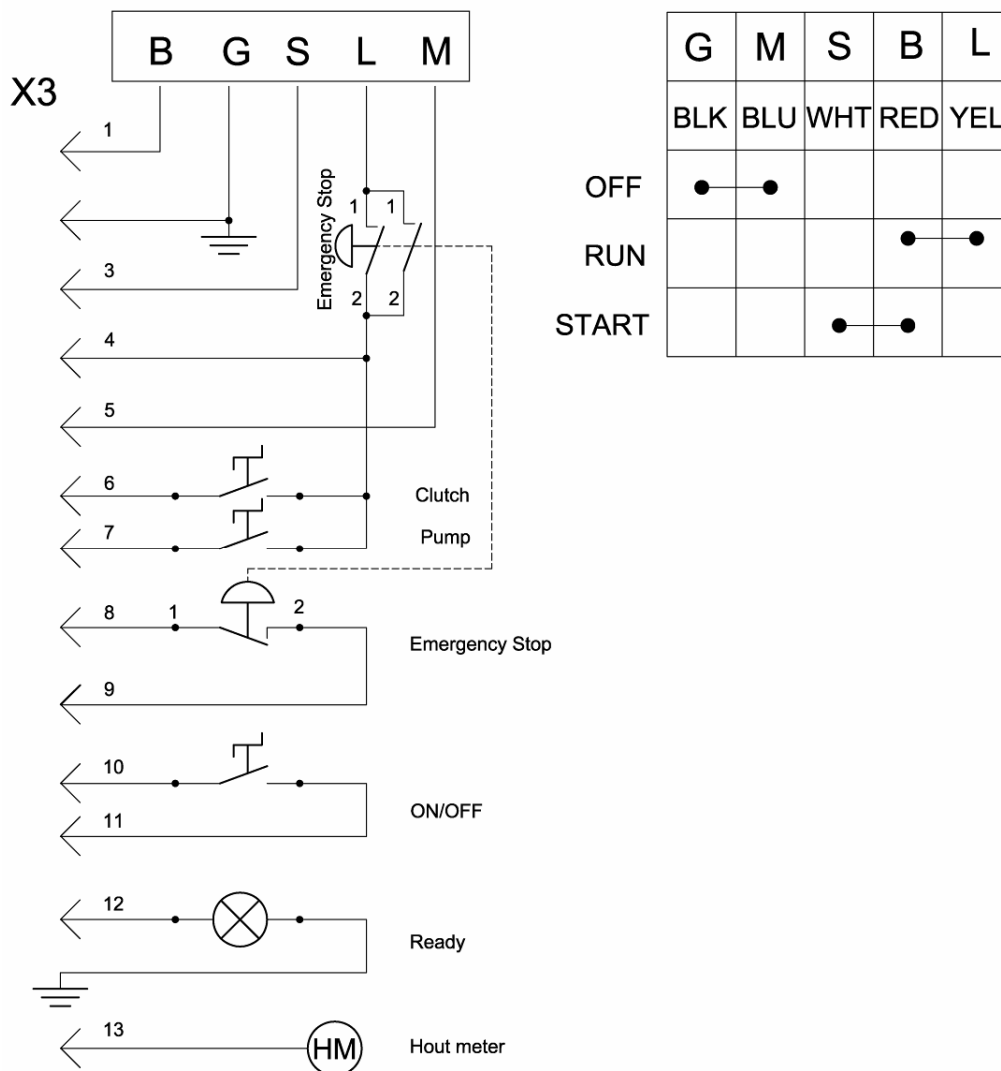 B G S L M
X3
1
3
4
5
6
7
8
9
10
11
12
13
Emergency Stop
1 1
2 2
Clutch
Pump
1 2
Emergency Stop
ON/OFF
Ready
HM
Hout meter
G M S B L
BLK BLU WHT RED YEL
OFF
RUN
START